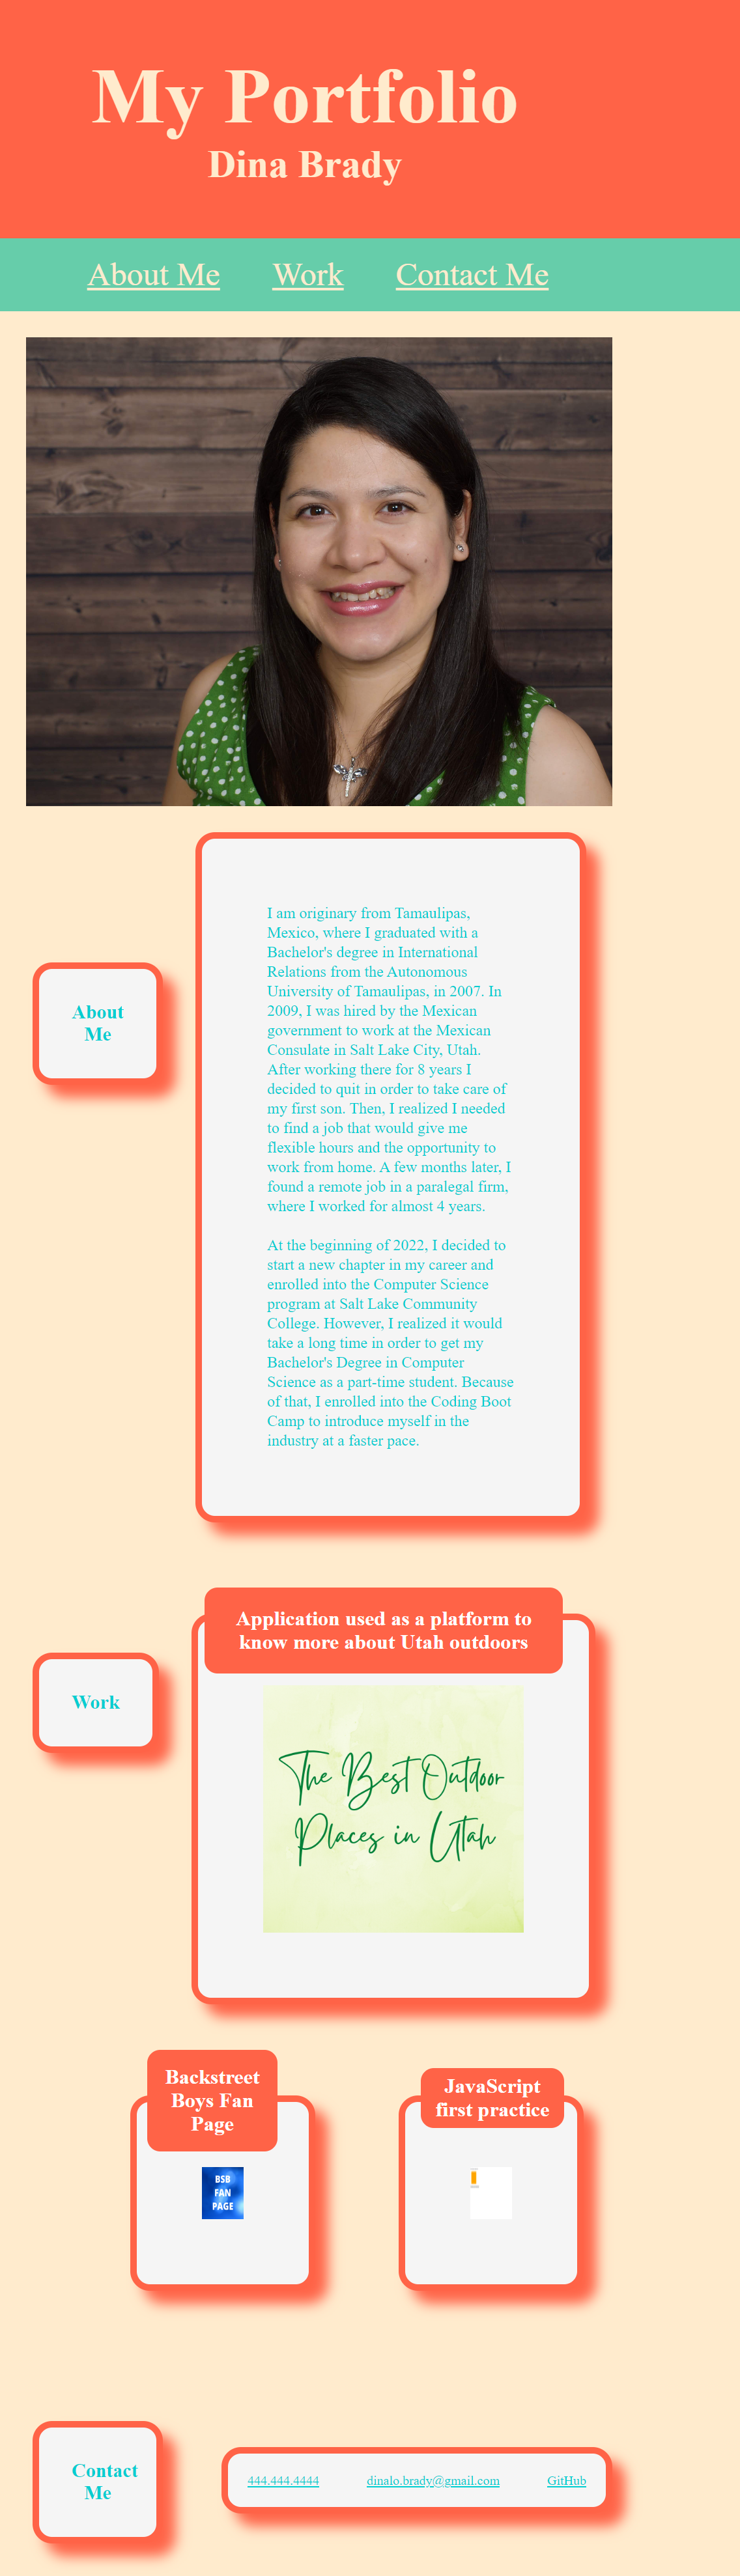 My Portfolio
Dina Brady
About Me
Work
Contact Me
I am originary from Tamaulipas,
Mexico, where I graduated with a
Bachelor's degree in International
Relations from the Autonomous
University of Tamaulipas, in 2007. In
2009, I was hired by the Mexican
government to work at the Mexican
Consulate in Salt Lake City, Utah.
After working there for 8 years I
decided to quit in order to take care of
my first son. Then, I realized I needed
to find a job that would give me
flexible hours and the opportunity to
work from home. A few months later, I
found a remote job in a paralegal firm,
where I worked for almost 4 years.
At the beginning of 2022, I decided to
start a new chapter in my career and
enrolled into the Computer Science
program at Salt Lake Community
College. However, I realized it would
take a long time in order to get my
Bachelor's Degree in Computer
Science as a part-time student. Because
of that, I enrolled into the Coding Boot
Camp to introduce myself in the
industry at a faster pace.
About
Me
Application used as a platform to
know more about Utah outdoors
Work
The Best Outdoor
Places in Utah
Backstreet
Boys Fan
Page
BSB
FAN
PAGE
JavaScript
first practice
Contact
Me
444.444.4444
dinalo.brady@gmail.com
GitHub